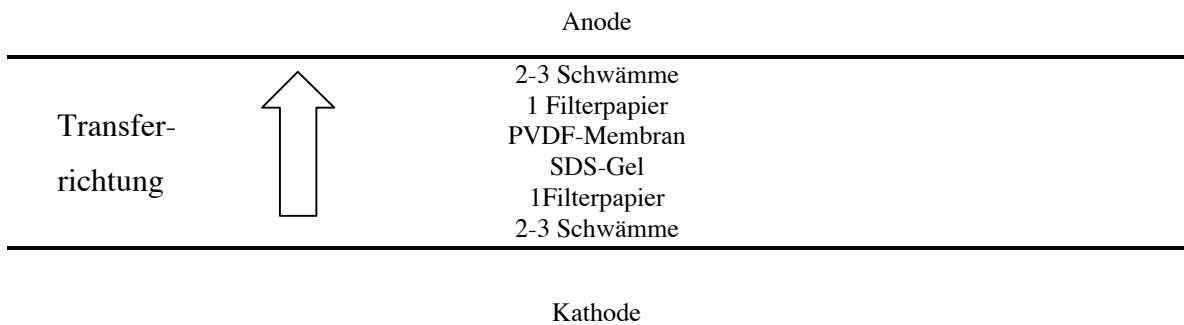 Anode
2-3 Schwämme
1 Filterpapier
PVDF-Membran
SDS-Gel
1Filterpapier
2-3 Schwämme
Transfer-
richtung
Kathode